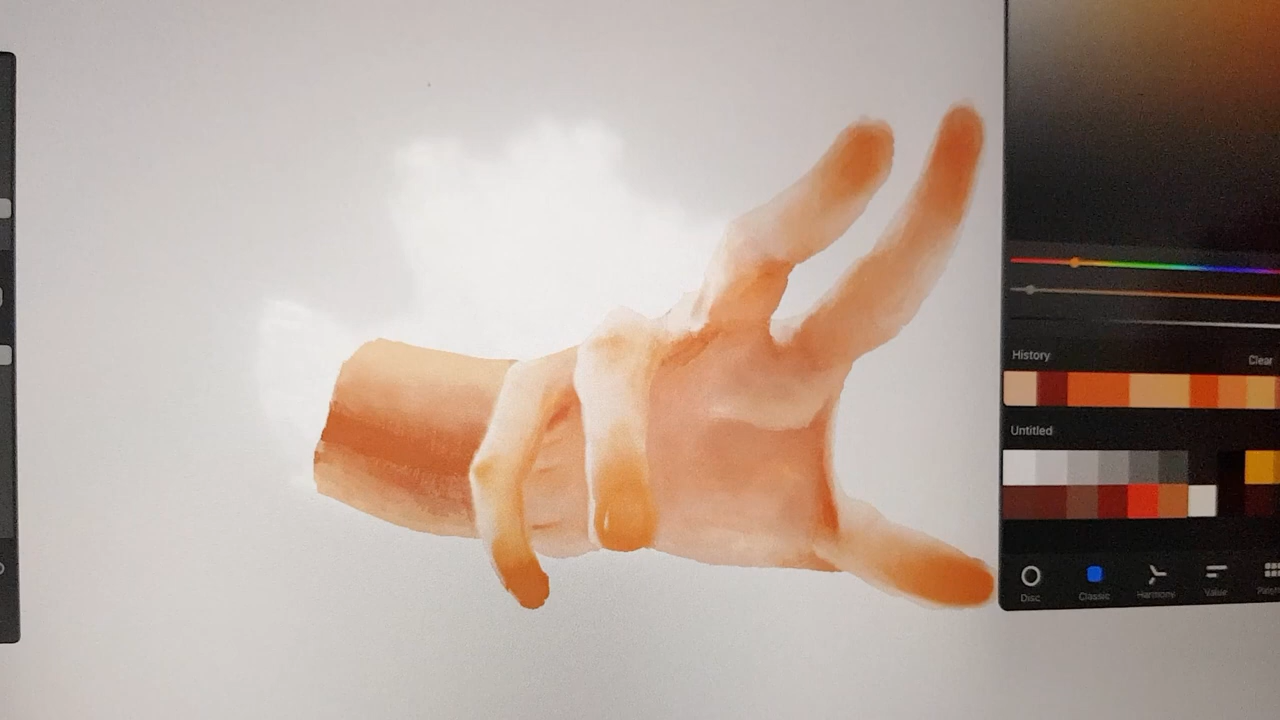 History
Clear
Untitled
Disc
Classic
Harmony
Value